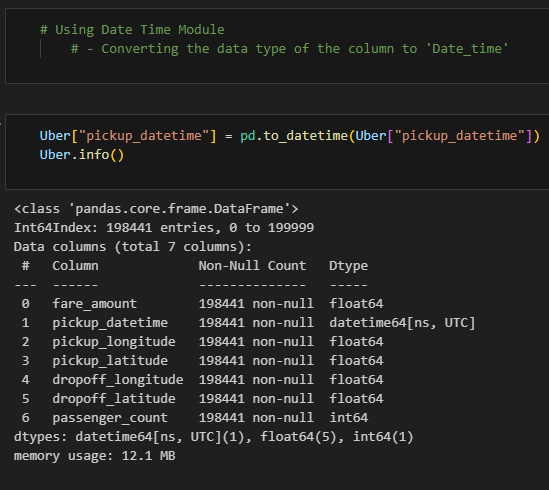 # Using Date Time Module
# - Converting the data type of the column to 'Date_time'
Uber["pickup_datetime"] = pd.to_datetime(Uber["pickup_datetime"])
Uber.info()
<class 'pandas.core.frame.DataFrame'>
Int64Index: 198441 entries, 0 to 199999
Data columns (total 7 columns):
 #   Column             Non-Null Count   Dtype
---  ------             --------------   -----
 0   fare_amount        198441 non-null  float64
 1   pickup_datetime    198441 non-null  datetime64[ns, UTC]
 2   pickup_longitude   198441 non-null  float64
 3   pickup_latitude    198441 non-null  float64
 4   dropoff_longitude  198441 non-null  float64
 5   dropoff_latitude   198441 non-null  float64
 6   passenger_count    198441 non-null  int64
dtypes: datetime64[ns, UTC](1), float64(5), int64(1)
memory usage: 12.1 MB